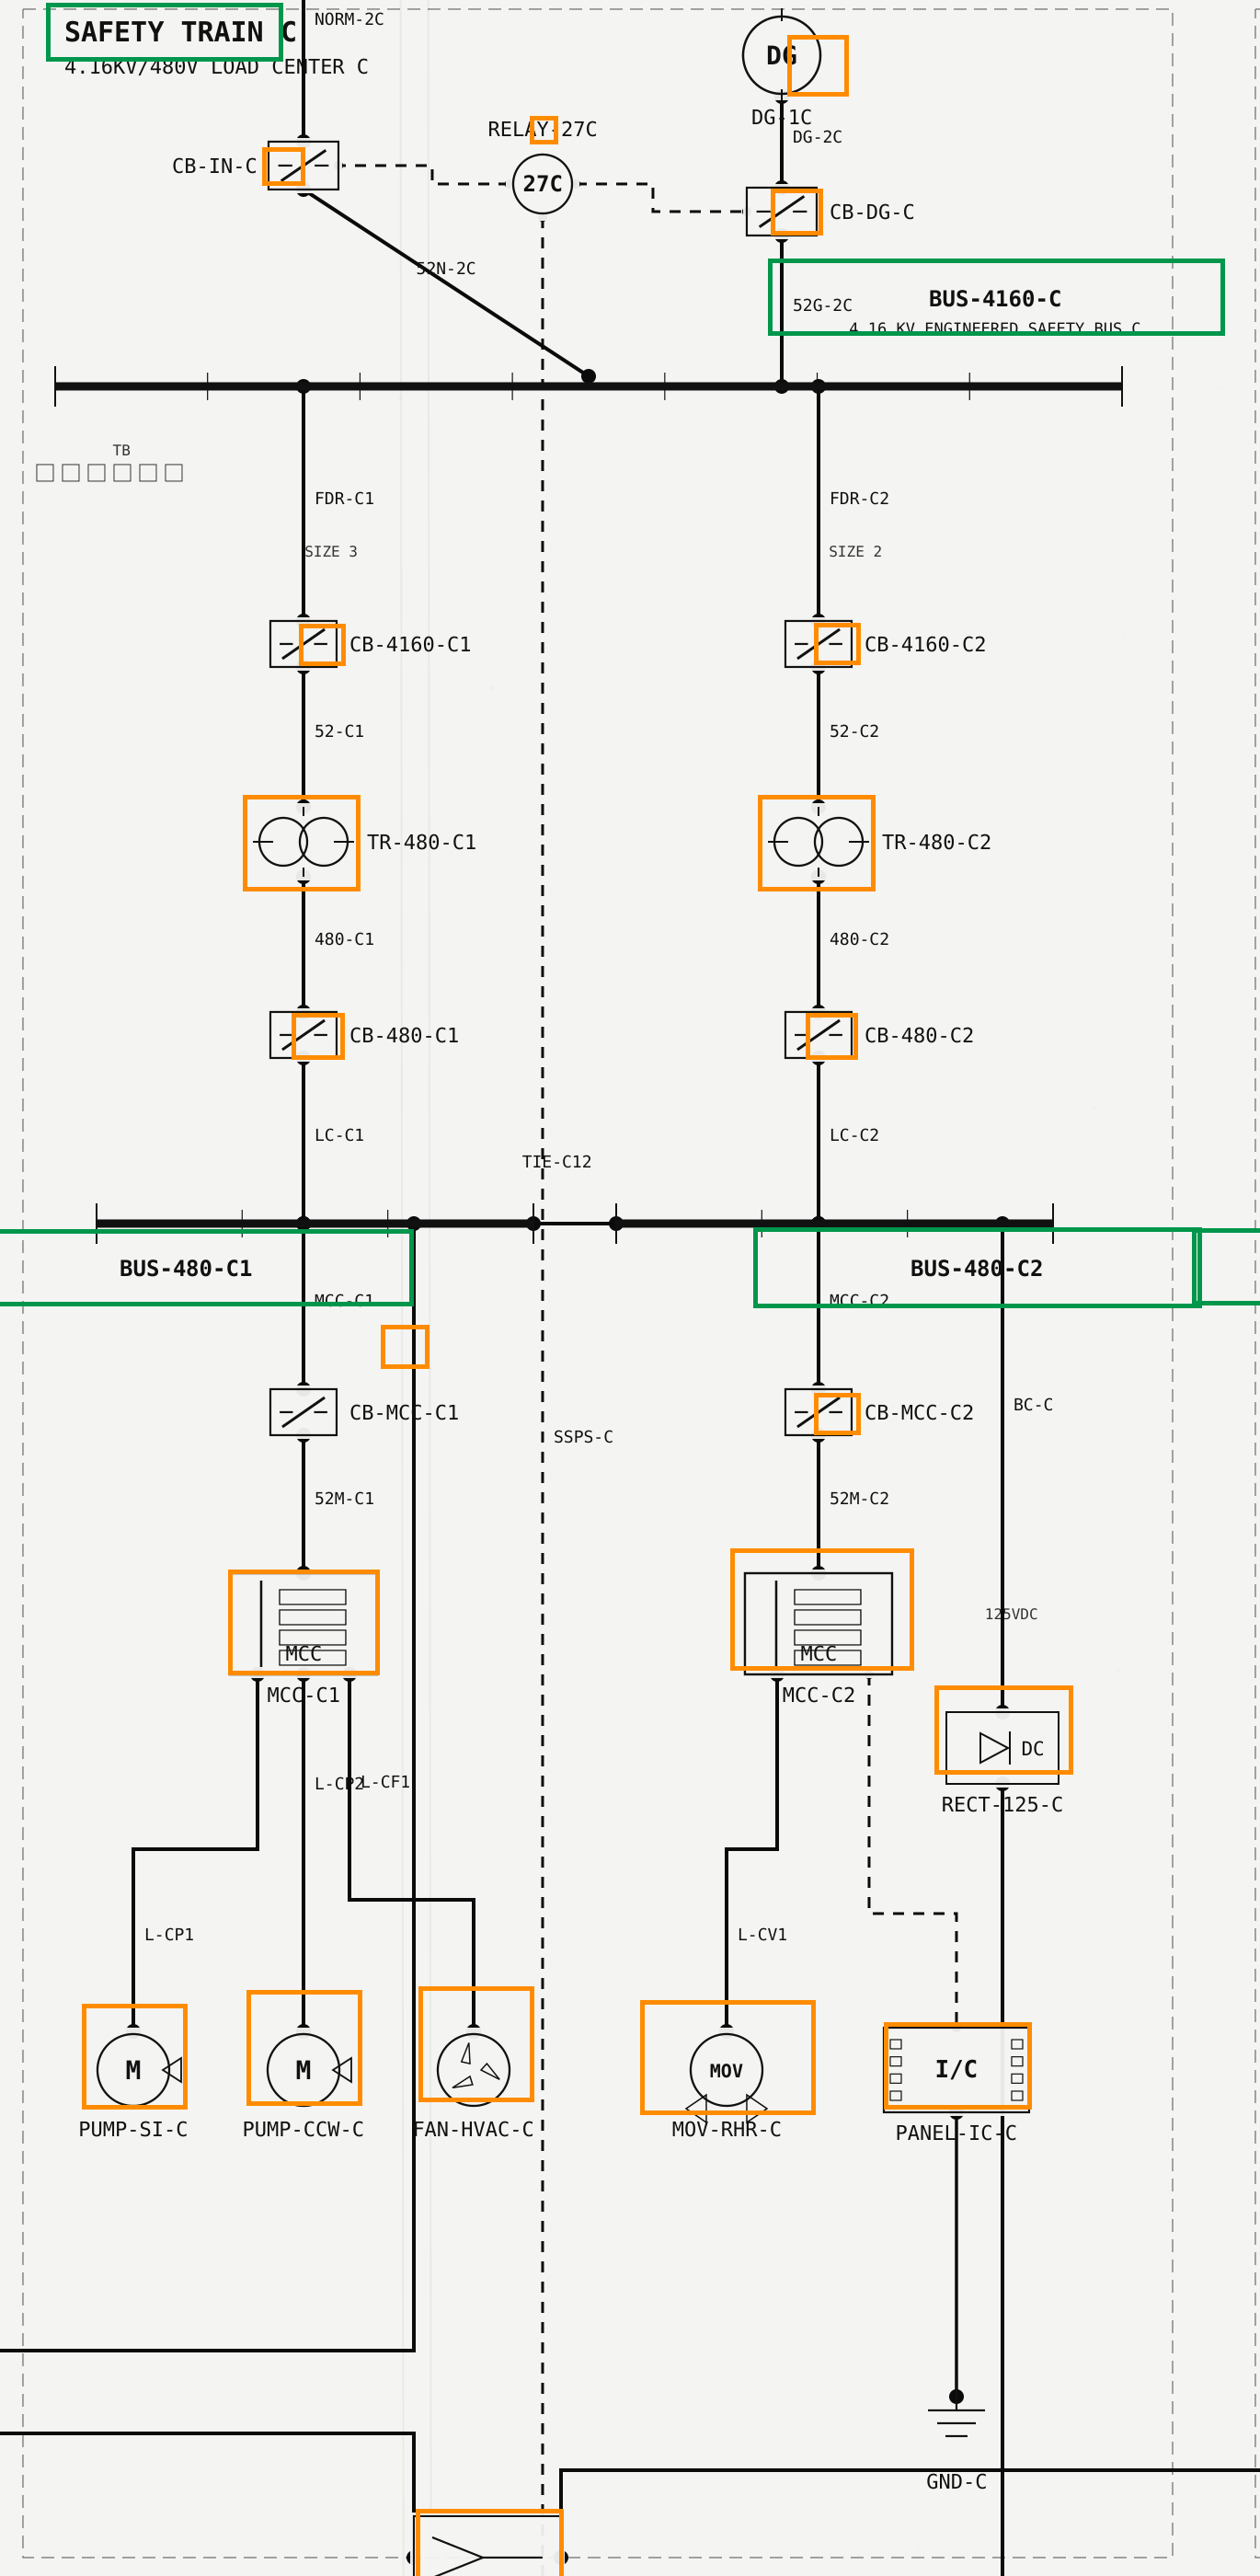 NORM-2C
SAFETY TRAIN C
4.16KV/480V LOAD CENTER C
DG
DG-1C
DG-2C
RELAY-27C
CB-IN-C
27C
CB-DG-C
52N-2C
52G-2C
BUS-4160-C
4.16 KV ENGINEERED SAFETY BUS C
TB
FDR-C1
FDR-C2
SIZE 3
SIZE 2
CB-4160-C1
CB-4160-C2
52-C1
52-C2
TR-480-C1
TR-480-C2
480-C1
480-C2
CB-480-C1
CB-480-C2
LC-C1
LC-C2
TIE-C12
BUS-480-C1
BUS-480-C2
MCC-C1
MCC-C2
CB-MCC-C1
CB-MCC-C2
BC-C
SSPS-C
52M-C1
52M-C2
125VDC
MCC
MCC
MCC-C1
MCC-C2
DC
RECT-125-C
L-CP2
L-CF1
L-CP1
L-CV1
M
M
MOV
I/C
PUMP-SI-C
PUMP-CCW-C
FAN-HVAC-C
MOV-RHR-C
PANEL-IC-C
GND-C